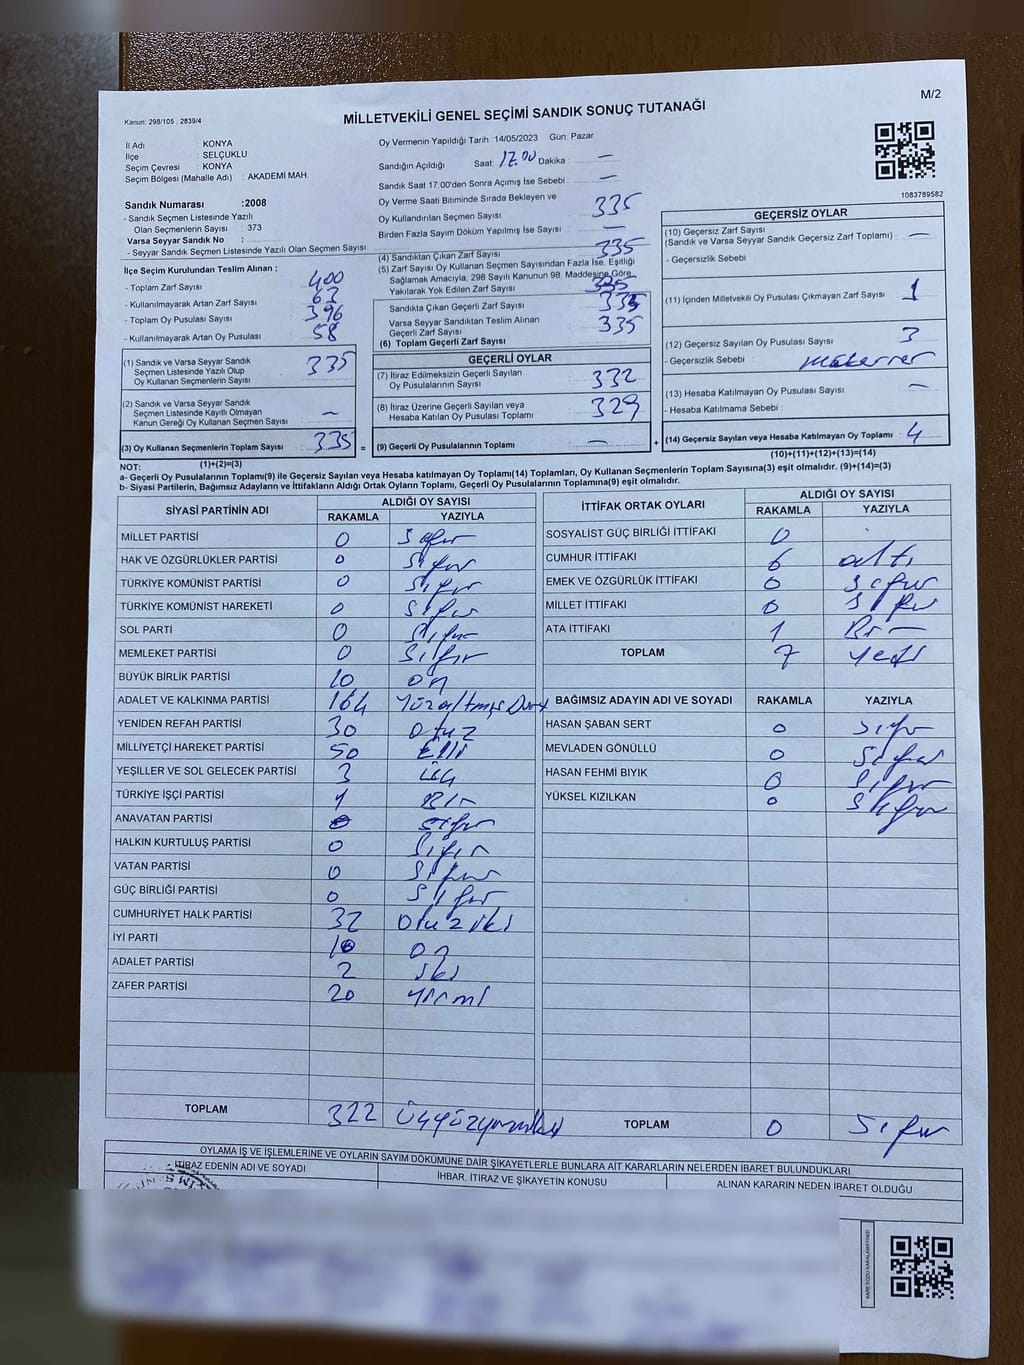 M/2
Kanun: 298/105 , 2839/4
MİLLETVEKİLİ GENEL SEÇİMİ SANDIK SONUÇ TUTANAĞI
İl Adı : KONYA
İlçe : SELÇUKLU
Seçim Çevresi : KONYA
Seçim Bölgesi (Mahalle Adı) : AKADEMİ MAH.
Oy Vermenin Yapıldığı Tarih :14/05/2023 Gün: Pazar
Sandığın Açıldığı Saat: 17.00 Dakika —
Sandık Saat 17.00'den Sonra Açımış İse Sebebi : —
Oy Verme Saati Bitiminde Sırada Bekleyen ve
Oy Kullandırılan Seçmen Sayısı 335
Birden Fazla Sayım Döküm Yapılmış İse Sayısı —
1083789582
Sandık Numarası :2008
- Sandık Seçmen Listesinde Yazılı
Olan Seçmenlerin Sayısı : 373
Varsa Seyyar Sandık No :
- Seyyar Sandık Seçmen Listesinde Yazılı Olan Seçmen Sayısı:
İlçe Seçim Kurulundan Teslim Alınan ;
- Toplam Zarf Sayısı : 400
- Kullanılmayarak Artan Zarf Sayısı : 63
- Toplam Oy Pusulası Sayısı : 396
- Kullanılmayarak Artan Oy Pusulası : 58
(4) Sandıktan Çıkan Zarf Sayısı 335
(5) Zarf Sayısı Oy Kullanan Seçmen Sayısından Fazla İse, Eşitliği
Sağlamak Amacıyla, 298 Sayılı Kanunun 98. Maddesine Göre
Yakılarak Yok Edilen Zarf Sayısı :
Sandıkta Çıkan Geçerli Zarf Sayısı : 335
Varsa Seyyar Sandıktan Teslim Alınan
Geçerli Zarf Sayısı : 335
(6) Toplam Geçerli Zarf Sayısı
GEÇERSİZ OYLAR
(10) Geçersiz Zarf Sayısı
(Sandık ve Varsa Seyyar Sandık Geçersiz Zarf Toplamı) : —
- Geçersizlik Sebebi :
(11) İçinden Milletvekili Oy Pusulası Çıkmayan Zarf Sayısı : 1
(12) Geçersiz Sayılan Oy Pusulası Sayısı : 3
- Geçersizlik Sebebi : mükerrer
(13) Hesaba Katılmayan Oy Pusulası Sayısı : —
- Hesaba Katılmama Sebebi :
(14) Geçersiz Sayılan veya Hesaba Katılmayan Oy Toplamı : 4
(10)+(11)+(12)+(13)=(14)
(1) Sandık ve Varsa Seyyar Sandık
Seçmen Listesinde Yazılı Olup
Oy Kullanan Seçmenlerin Sayısı : 335
(2) Sandık ve Varsa Seyyar Sandık
Seçmen Listesinde Kayıtlı Olmayan
Kanun Gereği Oy Kullanan Seçmen Sayısı : —
(3) Oy Kullanan Seçmenlerin Toplam Sayısı : 335 =
(1)+(2)=(3)
GEÇERLİ OYLAR
(7) İtiraz Edilmeksizin Geçerli Sayılan
Oy Pusulalarının Sayısı : 332
(8) İtiraz Üzerine Geçerli Sayılan veya
Hesaba Katılan Oy Pusulası Toplamı : 329
(9) Geçerli Oy Pusulalarının Toplamı : — +
NOT:
a- Geçerli Oy Pusulalarının Toplamı(9) ile Geçersiz Sayılan veya Hesaba katılmayan Oy Toplamı(14) Toplamları, Oy Kullanan Seçmenlerin Toplam Sayısına(3) eşit olmalıdır. (9)+(14)=(3)
b- Siyasi Partilerin, Bağımsız Adayların ve İttifakların Aldığı Ortak Oyların Toplamı, Geçerli Oy Pusulalarının Toplamına(9) eşit olmalıdır.
SİYASİ PARTİNİN ADI ALDIĞI OY SAYISI
RAKAMLA YAZIYLA
MİLLET PARTİSİ 0 Sıfır
HAK VE ÖZGÜRLÜKLER PARTİSİ 0 Sıfır
TÜRKİYE KOMÜNİST PARTİSİ 0 Sıfır
TÜRKİYE KOMÜNİST HAREKETİ 0 Sıfır
SOL PARTİ 0 Sıfır
MEMLEKET PARTİSİ 0 Sıfır
BÜYÜK BİRLİK PARTİSİ 10 on
ADALET VE KALKINMA PARTİSİ 164 Yüzaltmış Dört
YENİDEN REFAH PARTİSİ 30 otuz
MİLLİYETÇİ HAREKET PARTİSİ 50 Elli
YEŞİLLER VE SOL GELECEK PARTİSİ 3 üç
TÜRKİYE İŞÇİ PARTİSİ 1 Bir
ANAVATAN PARTİSİ 0 Sıfır
HALKIN KURTULUŞ PARTİSİ 0 Sıfır
VATAN PARTİSİ 0 Sıfır
GÜÇ BİRLİĞİ PARTİSİ 0 Sıfır
CUMHURİYET HALK PARTİSİ 32 Otuz iki
İYİ PARTİ 10 on
ADALET PARTİSİ 2 iki
ZAFER PARTİSİ 20 yirmi
TOPLAM 322 üçyüzyirmiiki
İTTİFAK ORTAK OYLARI ALDIĞI OY SAYISI
RAKAMLA YAZIYLA
SOSYALİST GÜÇ BİRLİĞİ İTTİFAKI 0
CUMHUR İTTİFAKI 6 altı
EMEK VE ÖZGÜRLÜK İTTİFAKI 0 Sıfır
MİLLET İTTİFAKI 0 Sıfır
ATA İTTİFAKI 1 Bir
TOPLAM 7 yedi
BAĞIMSIZ ADAYIN ADI VE SOYADI RAKAMLA YAZIYLA
HASAN ŞABAN SERT 0 Sıfır
MEVLADEN GÖNÜLLÜ 0 Sıfır
HASAN FEHMİ BIYIK 0 Sıfır
YÜKSEL KIZILKAN 0 Sıfır
TOPLAM 0 Sıfır
OYLAMA İŞ VE İŞLEMLERİNE VE OYLARIN SAYIM DÖKÜMÜNE DAİR ŞİKAYETLERLE BUNLARA AİT KARARLARIN NELERDEN İBARET BULUNDUKLARI
İTİRAZ EDENİN ADI VE SOYADI İHBAR, İTİRAZ VE ŞİKAYETİN KONUSU ALINAN KARARIN NEDEN İBARET OLDUĞU